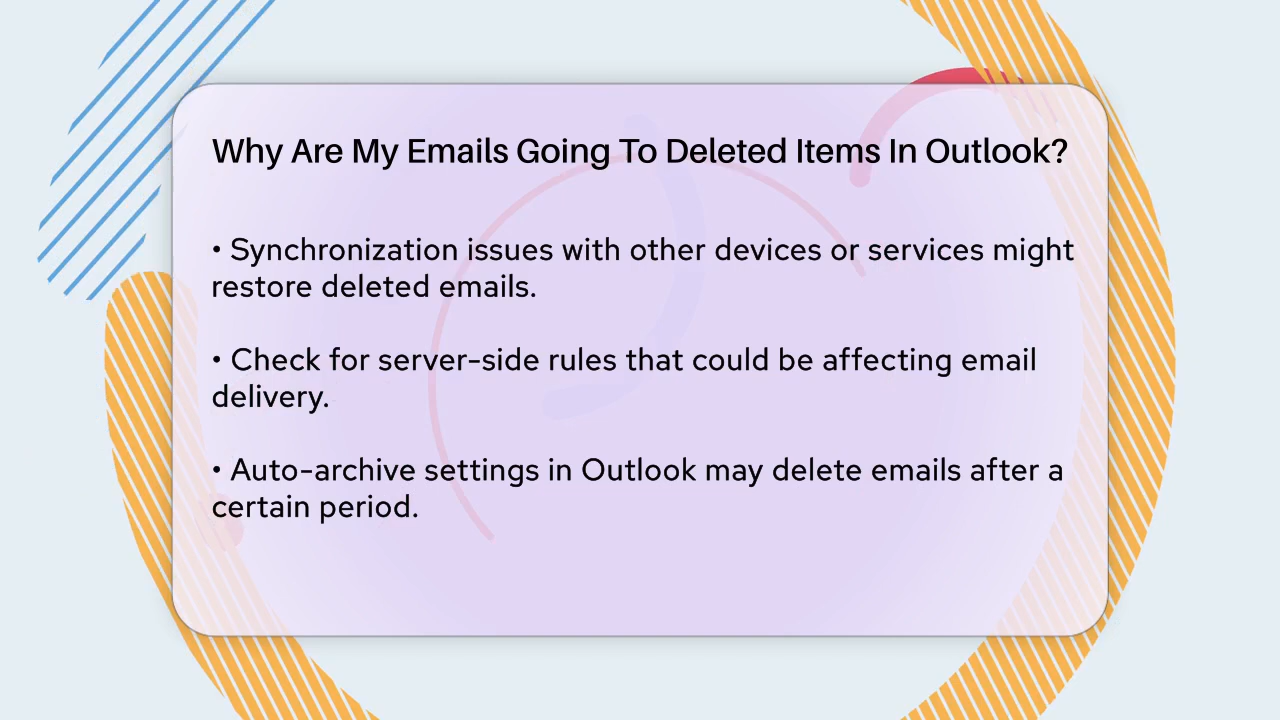 Why Are My Emails Going To Deleted Items In Outlook?
• Synchronization issues with other devices or services might
restore deleted emails.
• Check for server-side rules that could be affecting email
delivery.
• Auto-archive settings in Outlook may delete emails after a
certain period.